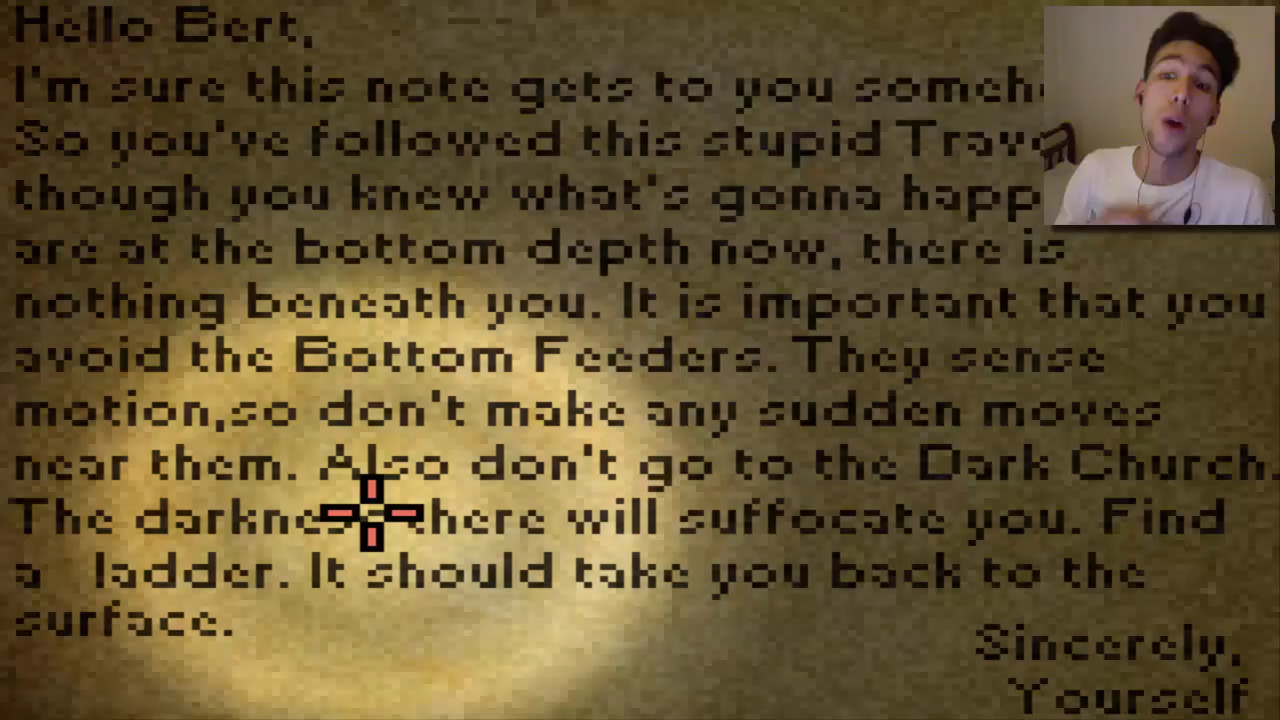 Hello Bert,
I'm sure this note gets to you
So you've followed this stupid
though you knew what's gonna
are at the bottom depth now, there is
nothing beneath you. It is important that you
avoid the Bottom Feeders. They sense
motion,so don't make any sudden moves
near them. Also don't go to the Dark Church.
The there will suffocate you. Find
a ladder. It should take you back to the
surface.
Sincerely,
Yourself